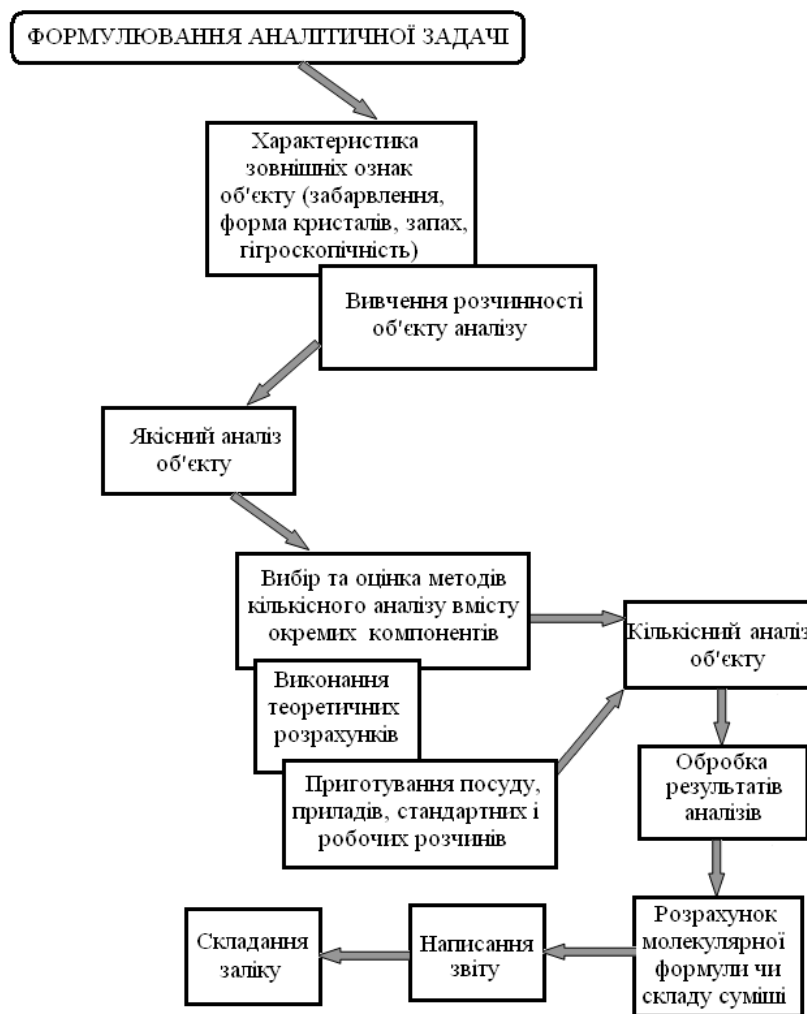 ФОРМУЛЮВАННЯ АНАЛІТИЧНОЇ ЗАДАЧІ
Характеристика
зовнішніх ознак
об'єкту (забарвлення,
форма кристалів, запах,
гігроскопічність)
Вивчення розчинності
об'єкту аналізу
Якісний аналіз
об'єкту
Вибір та оцінка методів
кількісного аналізу вмісту
окремих компонентів
Кількісний аналіз
об'єкту
Виконання
теоретичних
розрахунків
Приготування посуду,
приладів, стандартних і
робочих розчинів
Обробка
результатів
аналізів
Розрахунок
молекулярної
формули чи
складу суміші
Написання
звіту
Складання
заліку